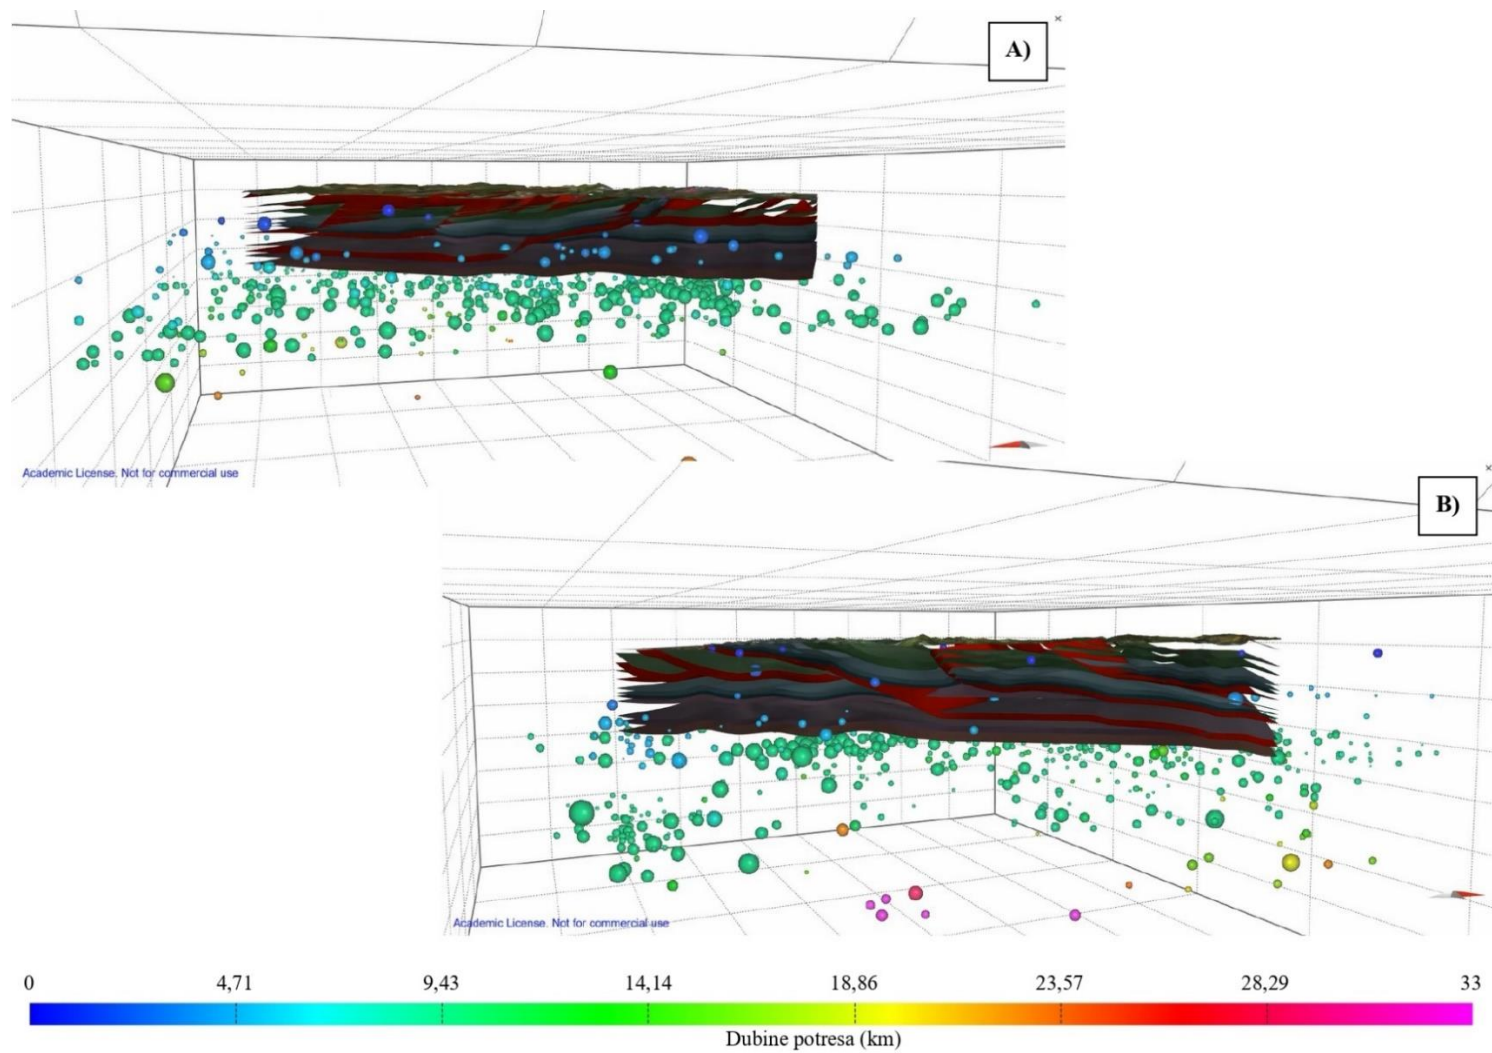 A)
Academic License. Not for commercial use
B)
Academic License. Not for commercial use
0 4,71 9,43 14,14 18,86 23,57 28,29 33
Dubine potresa (km)